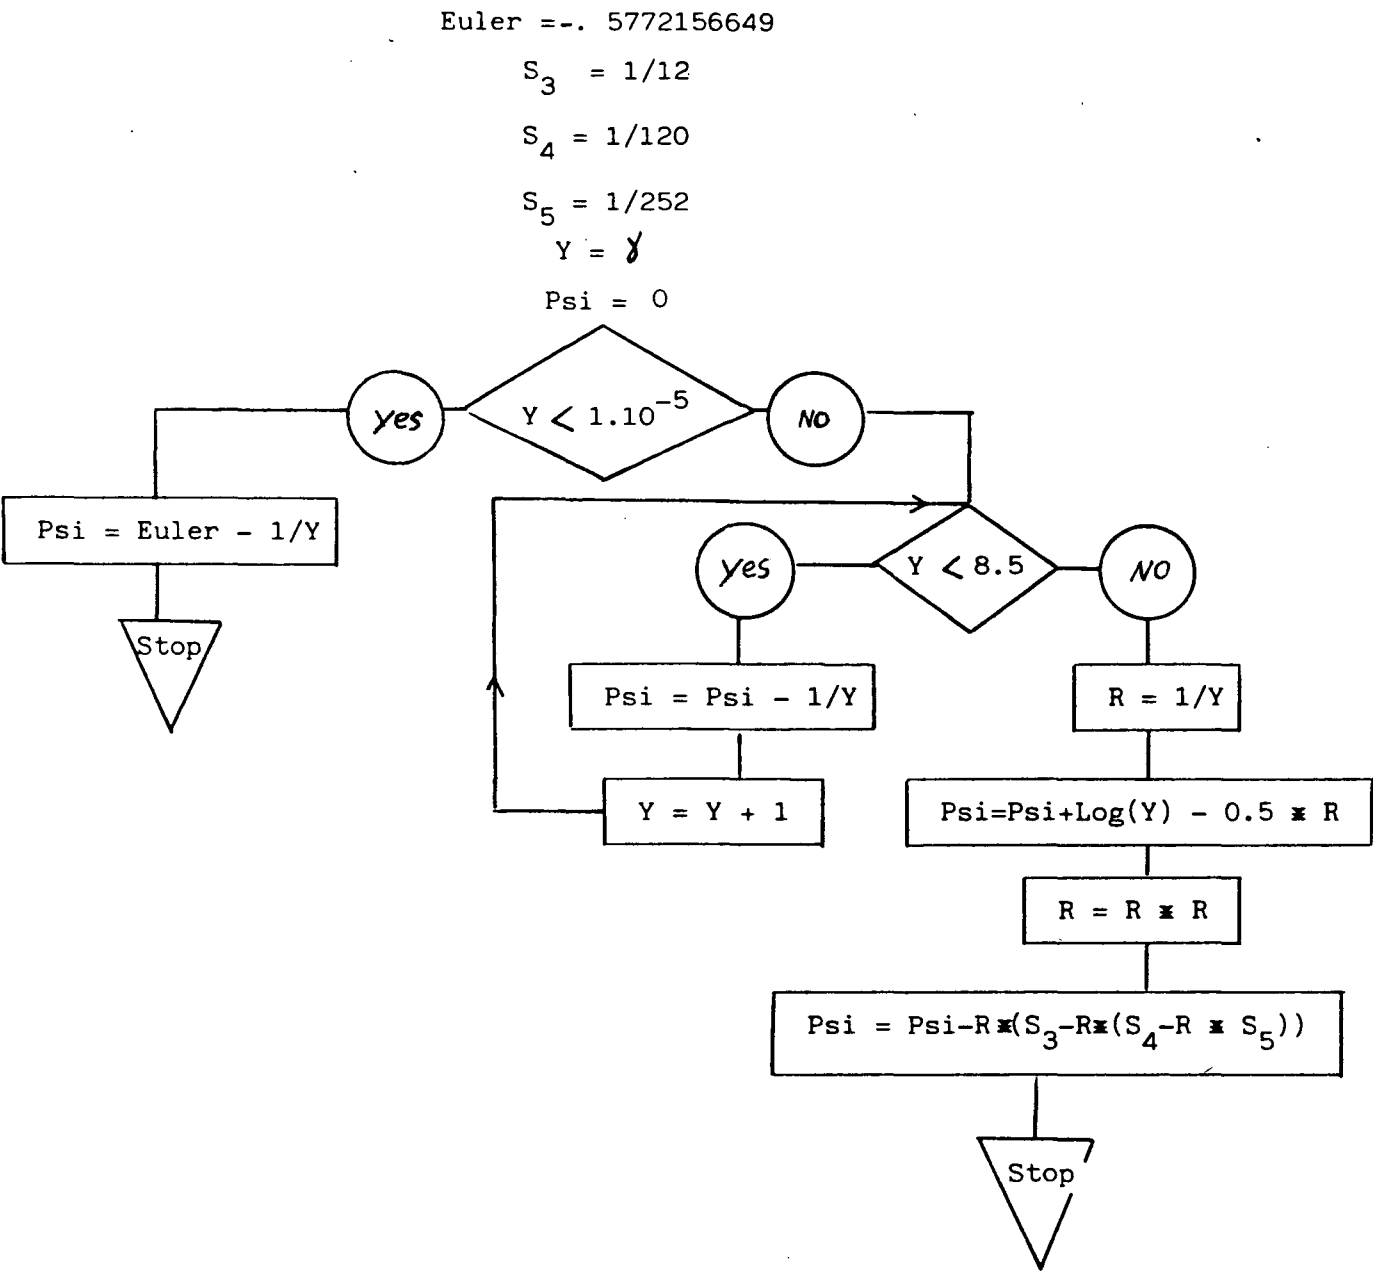 Euler =-. 5772156649
S₃ = 1/12
S₄ = 1/120
S₅ = 1/252
Y = γ
Psi = 0
yes
Y < 1.10⁻⁵
NO
Psi = Euler - 1/Y
Stop
yes
Y < 8.5
NO
Psi = Psi - 1/Y
R = 1/Y
Y = Y + 1
Psi=Psi+Log(Y) - 0.5 * R
R = R * R
Psi = Psi-R*(S₃-R*(S₄-R * S₅))
Stop